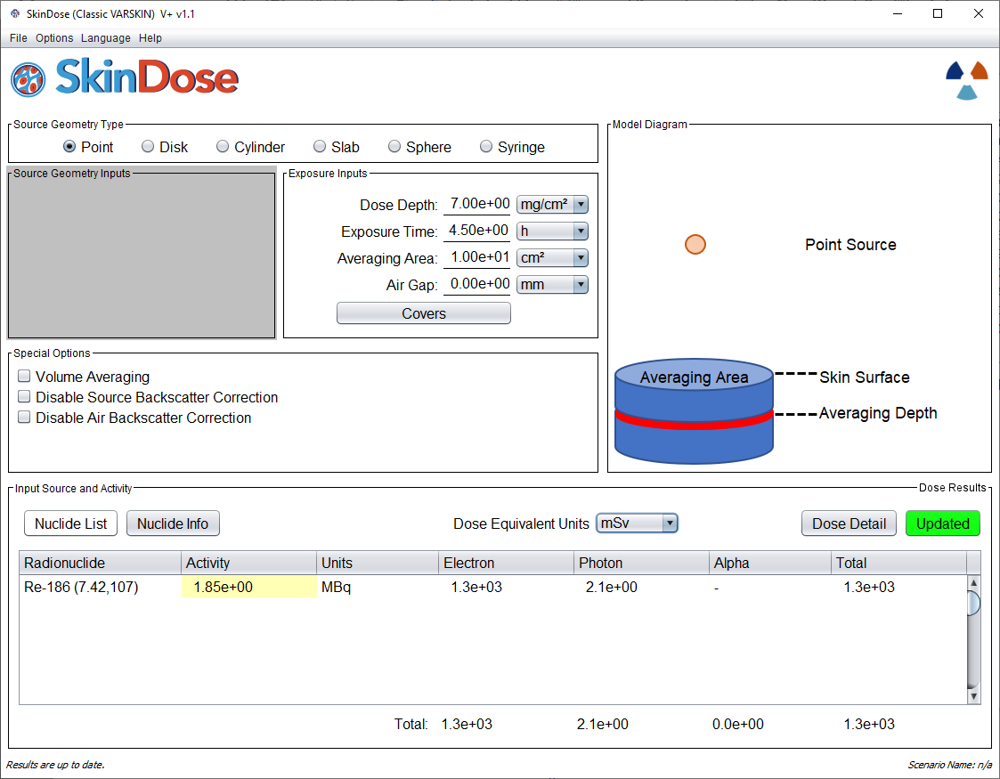 SkinDose (Classic VARSKIN) V+ v1.1
File Options Language Help
SkinDose
Source Geometry Type
Point Disk Cylinder Slab Sphere Syringe
Source Geometry Inputs
Exposure Inputs
Dose Depth: 7.00e+00 mg/cm²
Exposure Time: 4.50e+00 h
Averaging Area: 1.00e+01 cm²
Air Gap: 0.00e+00 mm
Covers
Special Options
Volume Averaging
Disable Source Backscatter Correction
Disable Air Backscatter Correction
Model Diagram
Point Source
Averaging Area
Skin Surface
Averaging Depth
Input Source and Activity
Dose Results
Nuclide List Nuclide Info Dose Equivalent Units mSv Dose Detail Updated
Radionuclide Activity Units Electron Photon Alpha Total
Re-186 (7.42,107) 1.85e+00 MBq 1.3e+03 2.1e+00 - 1.3e+03
Total: 1.3e+03 2.1e+00 0.0e+00 1.3e+03
Results are up to date.
Scenario Name: n/a